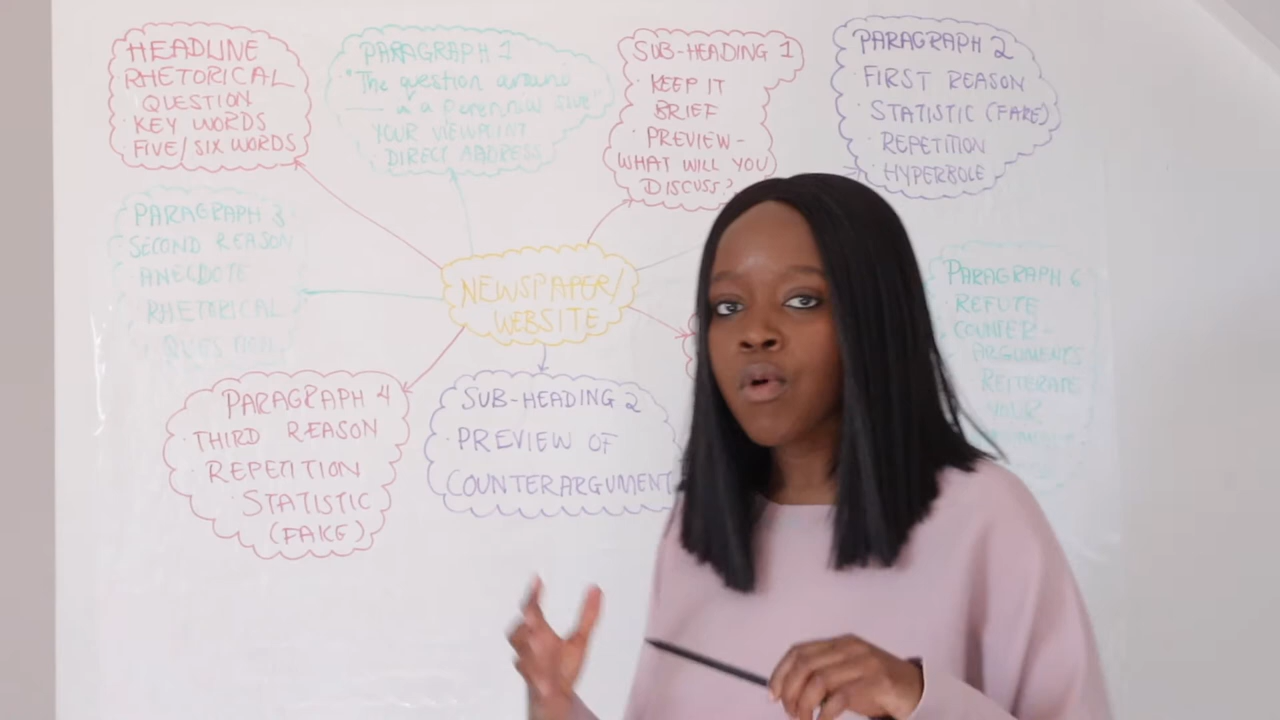 HEADLINE
RHETORICAL
QUESTION
· KEY WORDS
· FIVE/SIX WORDS
PARAGRAPH 1
"The question around
is a perennial
YOUR VIEWPOINT
· DIRECT ADDRESS
SUB-HEADING 1
· KEEP IT
BRIEF
· PREVIEW -
WHAT WILL YOU
DISCUSS?
PARAGRAPH 2
· FIRST REASON
· STATISTIC (FAKE)
· REPETITION
· HYPERBOLE
PARAGRAPH 3
· SECOND REASON
· ANECDOTE
· RHETORICAL
QUESTION
NEWSPAPER/
WEBSITE
PARAGRAPH 6
· REFUTE
COUNTER-
ARGUMENTS
· REITERATE
YOUR
PARAGRAPH 4
· THIRD REASON
· REPETITION
· STATISTIC
(FAKE)
SUB-HEADING 2
· PREVIEW OF
COUNTERARGUMENT